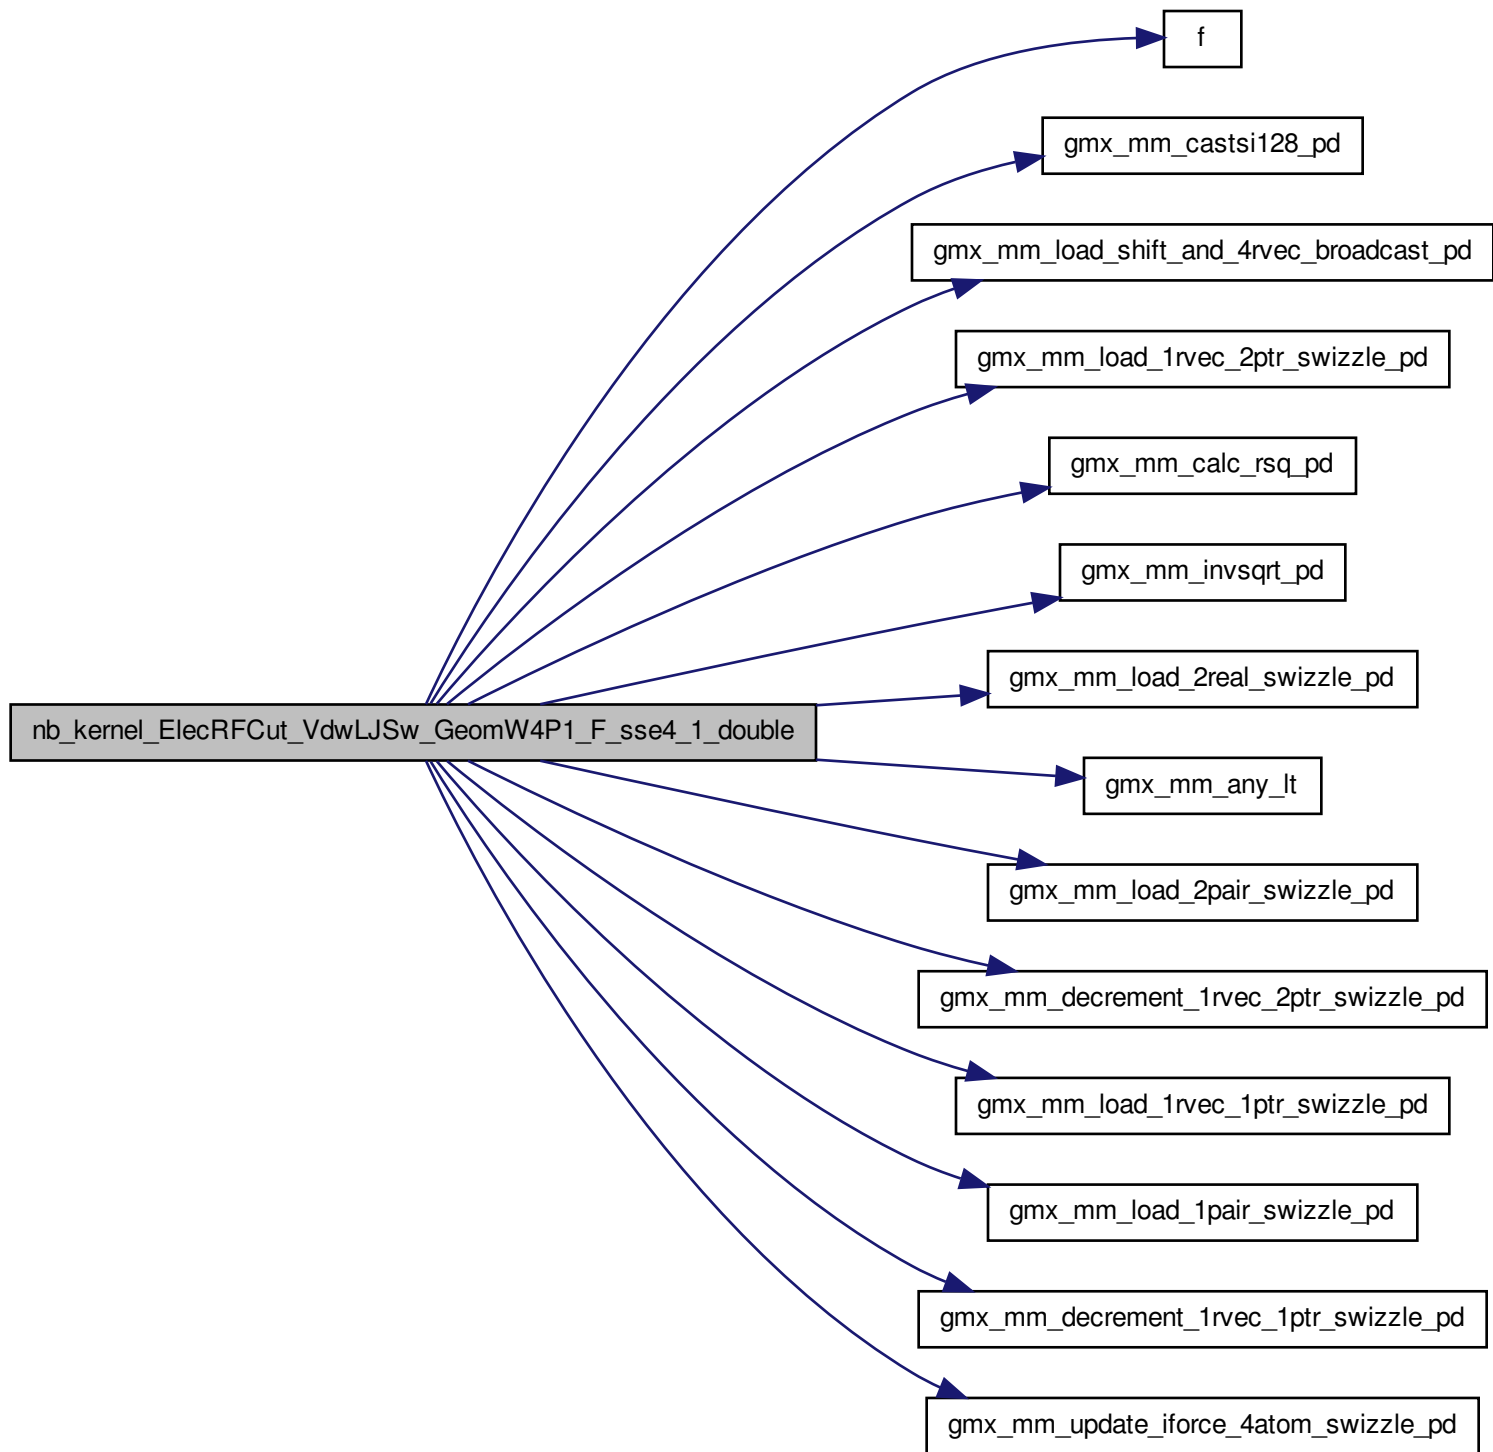 f
gmx_mm_castsi128_pd
gmx_mm_load_shift_and_4rvec_broadcast_pd
gmx_mm_load_1rvec_2ptr_swizzle_pd
gmx_mm_calc_rsq_pd
gmx_mm_invsqrt_pd
gmx_mm_load_2real_swizzle_pd
nb_kernel_ElecRFCut_VdwLJSw_GeomW4P1_F_sse4_1_double
gmx_mm_any_lt
gmx_mm_load_2pair_swizzle_pd
gmx_mm_decrement_1rvec_2ptr_swizzle_pd
gmx_mm_load_1rvec_1ptr_swizzle_pd
gmx_mm_load_1pair_swizzle_pd
gmx_mm_decrement_1rvec_1ptr_swizzle_pd
gmx_mm_update_iforce_4atom_swizzle_pd